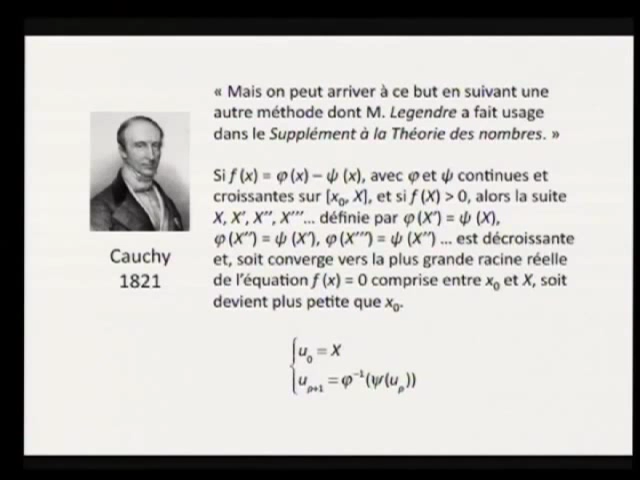 « Mais on peut arriver à ce but en suivant une
autre méthode dont M. Legendre a fait usage
dans le Supplément à la Théorie des nombres. »
Si f (x) = φ (x) – ψ (x), avec φ et ψ continues et
croissantes sur [x₀, X], et si f (X) > 0, alors la suite
X, X′, X″, X‴... définie par φ (X′) = ψ (X),
φ (X″) = ψ (X′), φ (X‴) = ψ (X″) ... est décroissante
et, soit converge vers la plus grande racine réelle
de l'équation f (x) = 0 comprise entre x₀ et X, soit
devient plus petite que x₀.
Cauchy
1821
u₀ = X
uₚ₊₁ = φ⁻¹(ψ(uₚ))